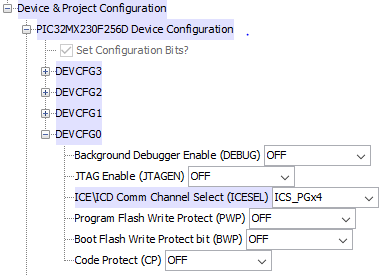 Device & Project Configuration
PIC32MX230F256D Device Configuration
Set Configuration Bits?
DEVCFG3
DEVCFG2
DEVCFG1
DEVCFG0
Background Debugger Enable (DEBUG) OFF
JTAG Enable (JTAGEN) OFF
ICE\ICD Comm Channel Select (ICESEL) ICS_PGx4
Program Flash Write Protect (PWP) OFF
Boot Flash Write Protect bit (BWP) OFF
Code Protect (CP) OFF